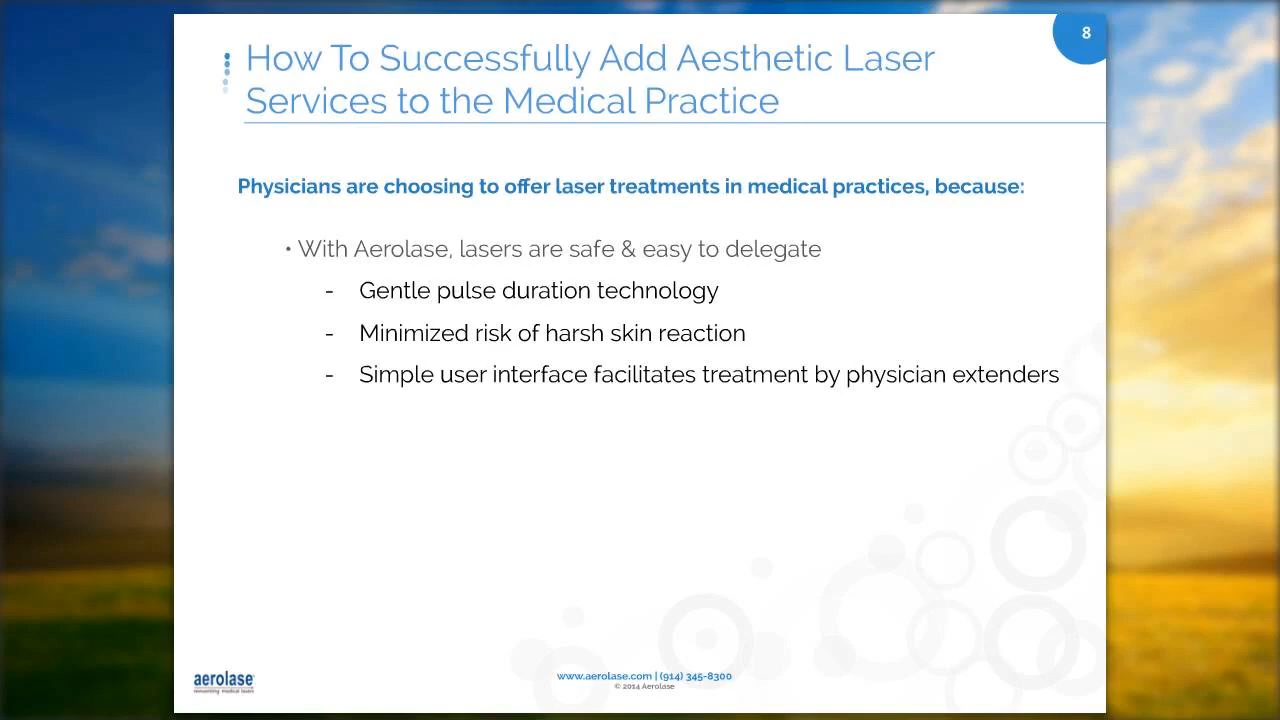 8
How To Successfully Add Aesthetic Laser
Services to the Medical Practice
Physicians are choosing to offer laser treatments in medical practices, because:
• With Aerolase, lasers are safe & easy to delegate
- Gentle pulse duration technology
- Minimized risk of harsh skin reaction
- Simple user interface facilitates treatment by physician extenders
aerolase
reinventing medical lasers
www.aerolase.com | (914) 345-8300
© 2014 Aerolase